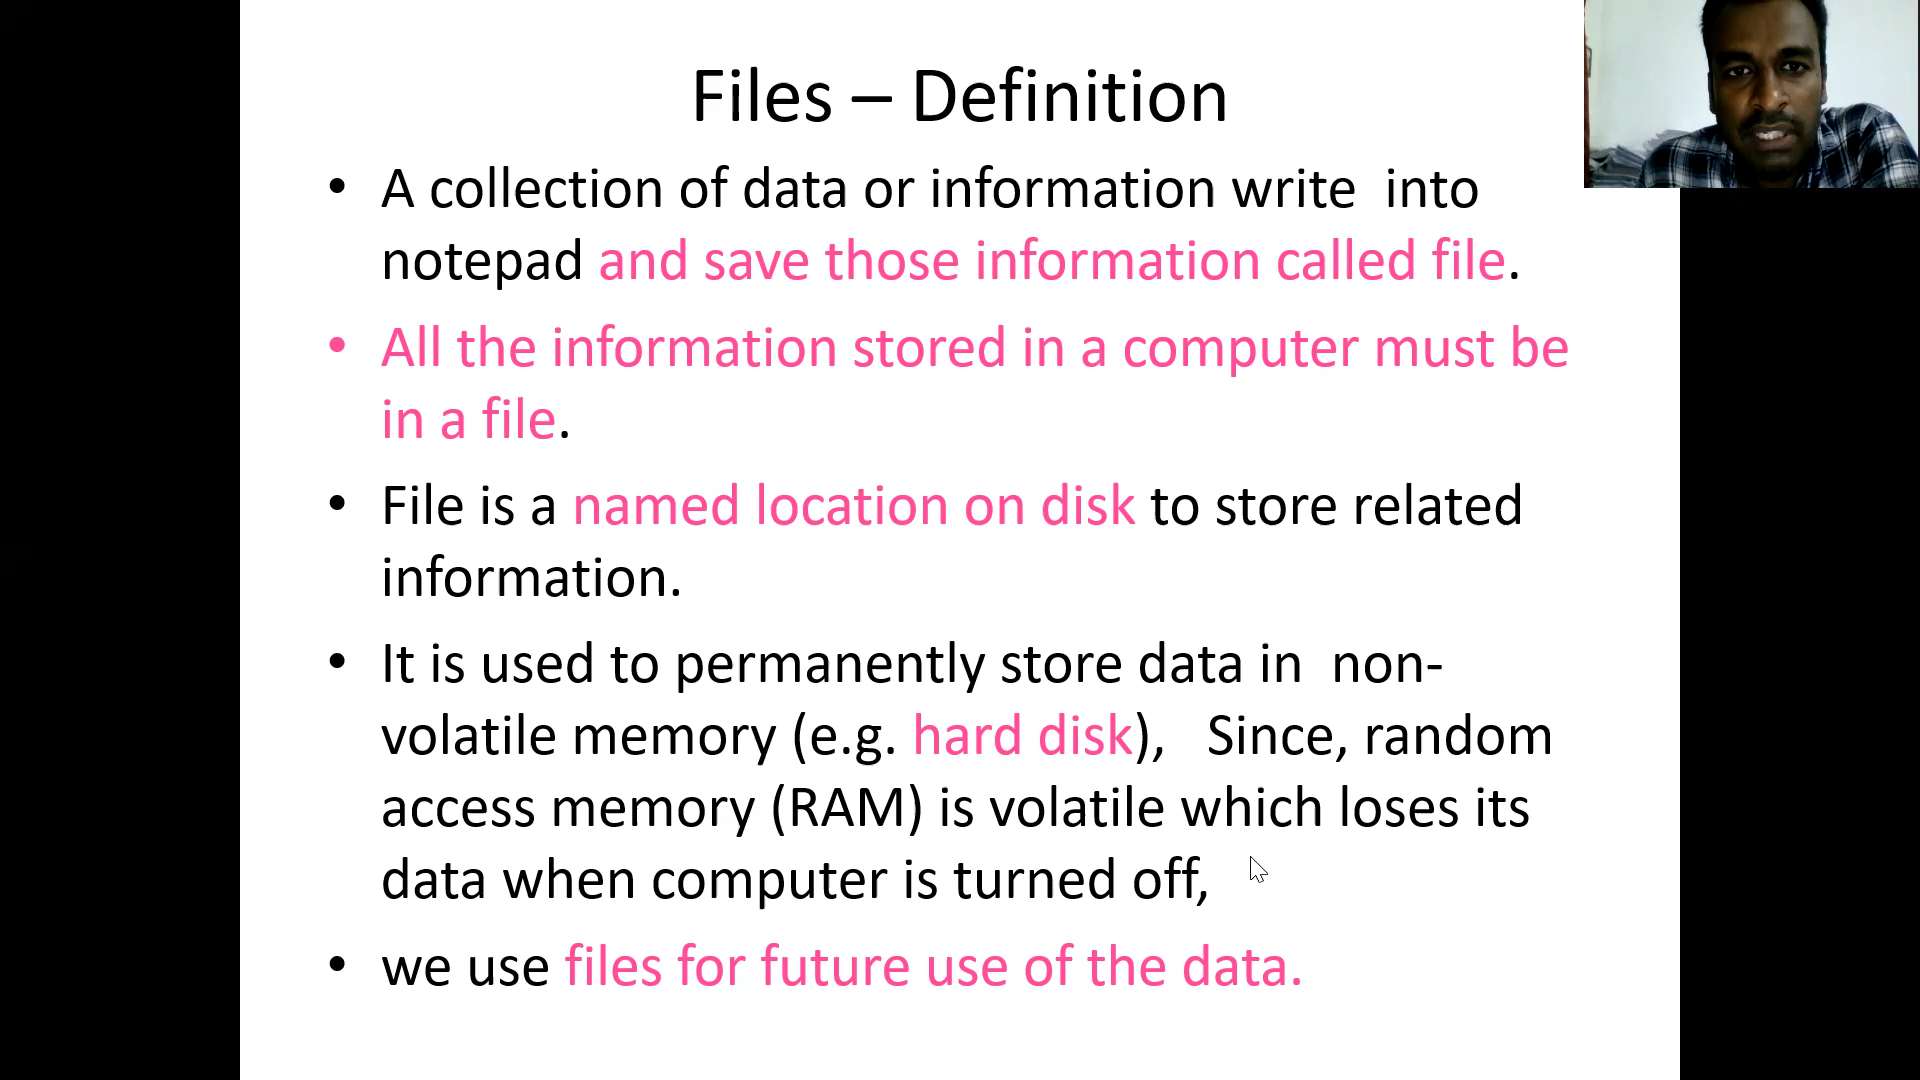 Files – Definition
• A collection of data or information write  into
notepad and save those information called file.
• All the information stored in a computer must be
in a file.
• File is a named location on disk to store related
information.
• It is used to permanently store data in  non-
volatile memory (e.g. hard disk),   Since, random
access memory (RAM) is volatile which loses its
data when computer is turned off,
• we use files for future use of the data.